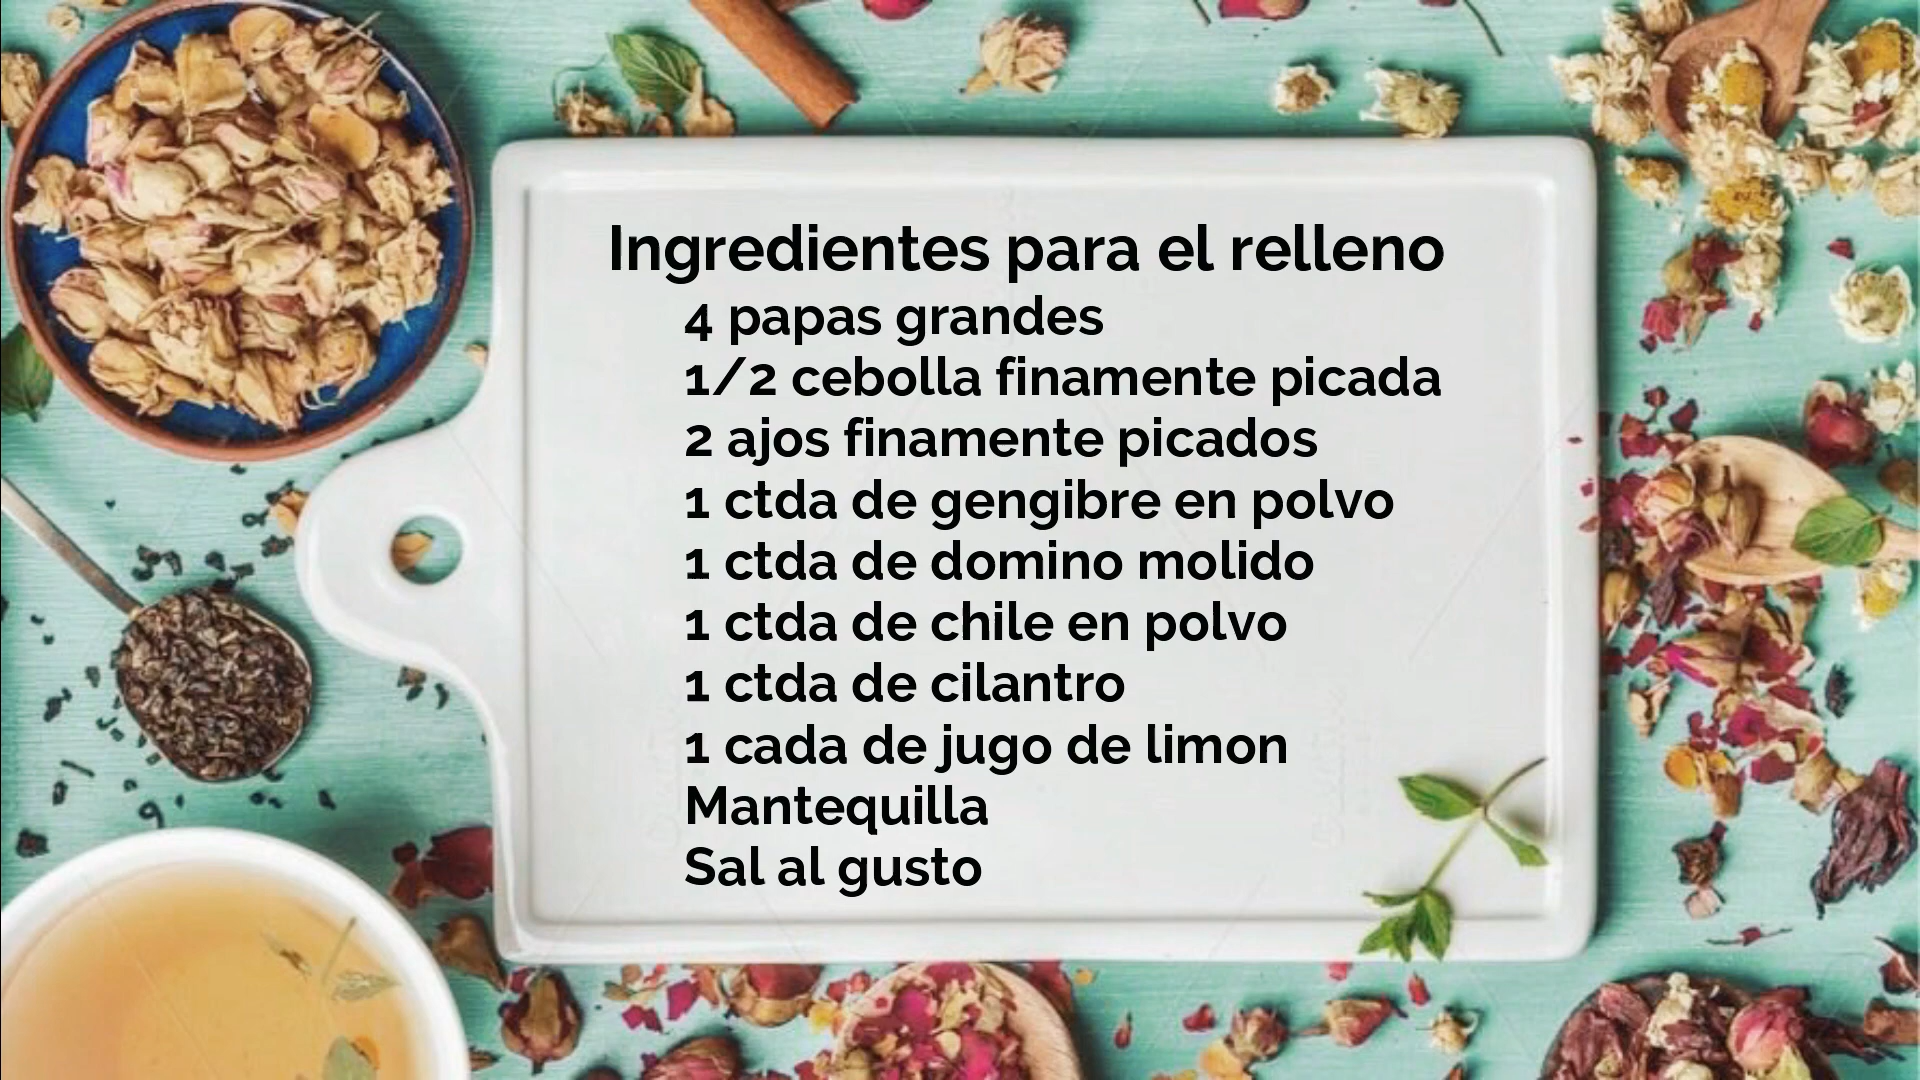 Ingredientes para el relleno
4 papas grandes
1/2 cebolla finamente picada
2 ajos finamente picados
1 ctda de gengibre en polvo
1 ctda de domino molido
1 ctda de chile en polvo
1 ctda de cilantro
1 cada de jugo de limon
Mantequilla
Sal al gusto